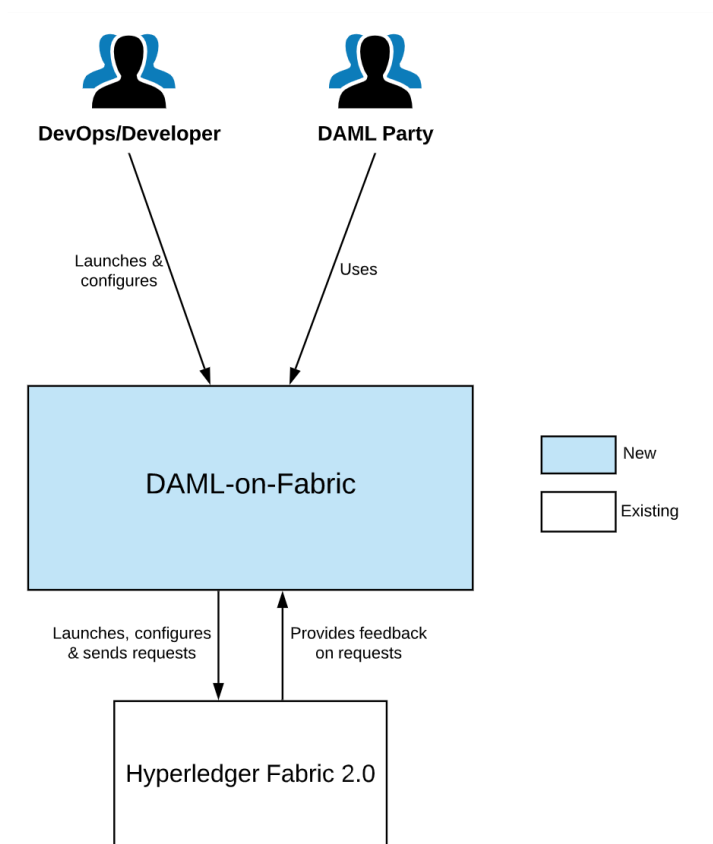 DevOps/Developer
DAML Party
Launches &
configures
Uses
DAML-on-Fabric
New
Existing
Launches, configures
& sends requests
Provides feedback
on requests
Hyperledger Fabric 2.0